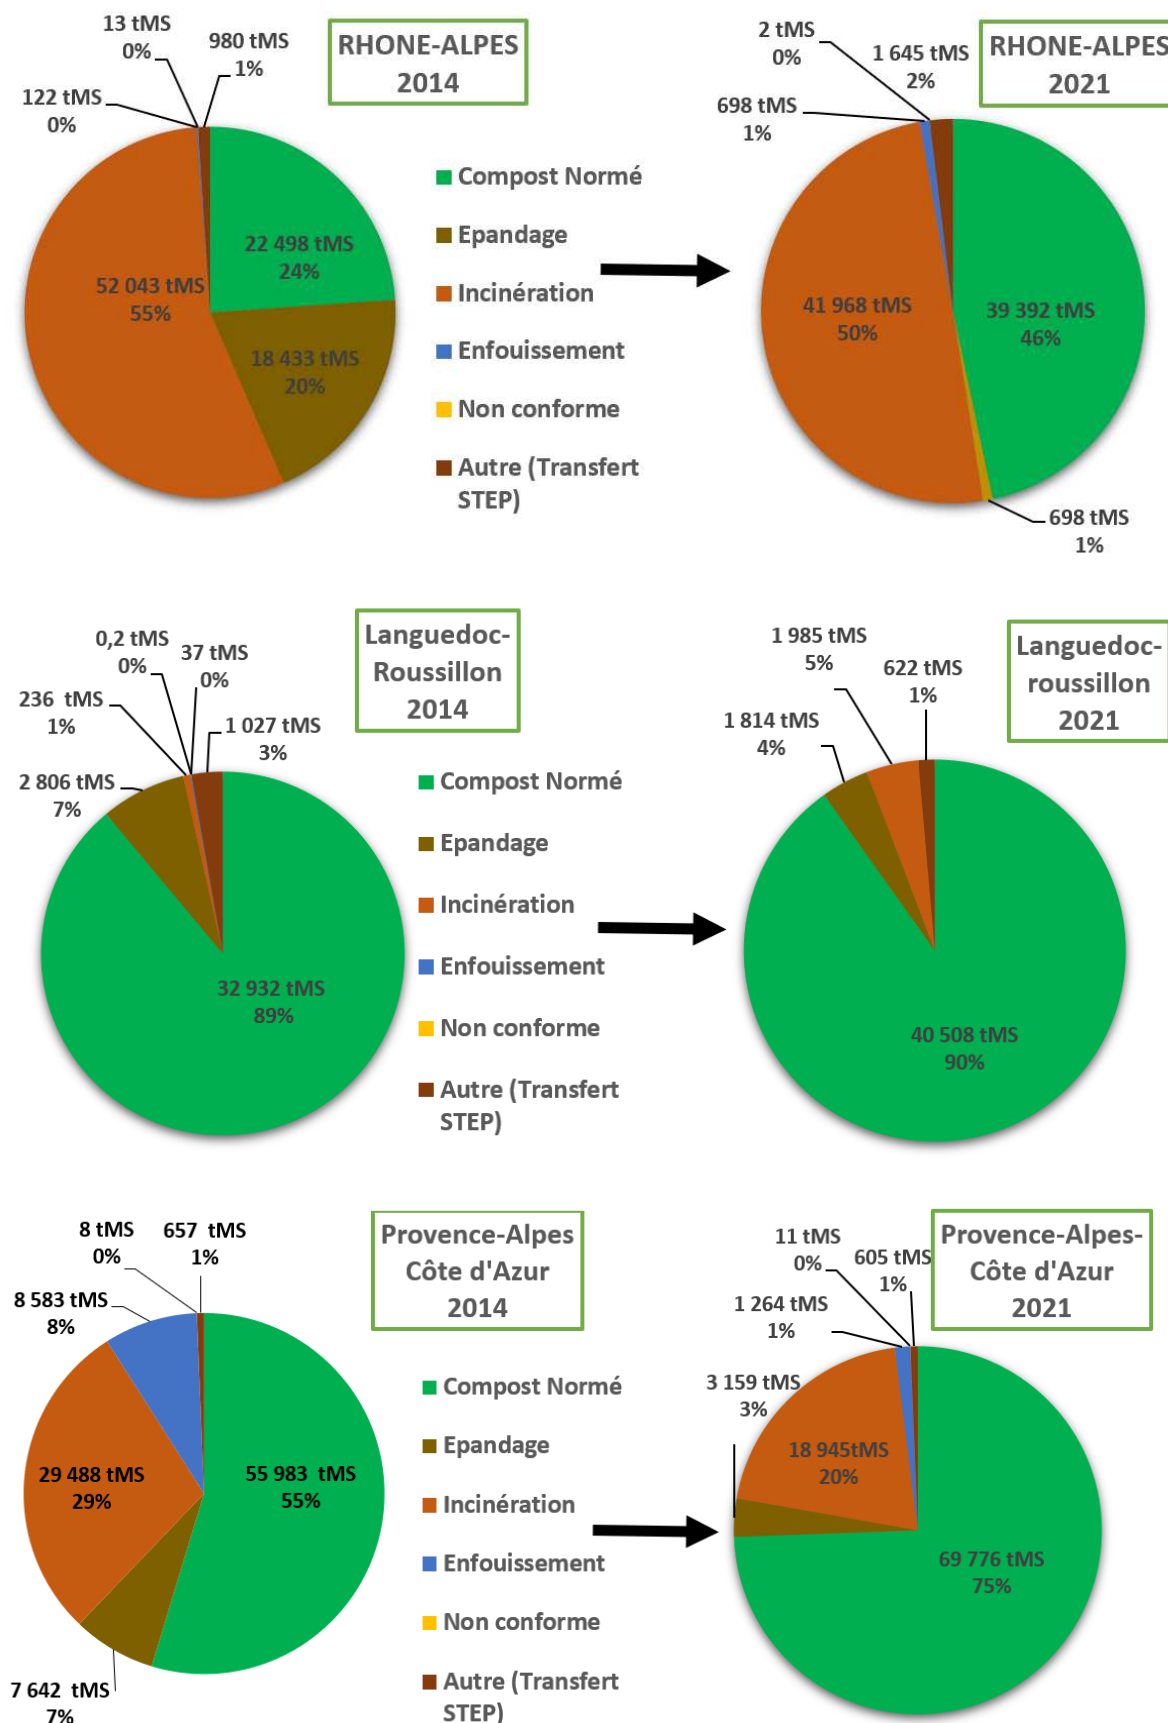 13 tMS
0%
980 tMS
1%
122 tMS
0%
RHONE-ALPES
2014
22 498 tMS
24%
52 043 tMS
55%
18 433 tMS
20%
Compost Normé
Epandage
Incinération
Enfouissement
Non conforme
Autre (Transfert
STEP)
2 tMS
0%
1 645 tMS
2%
698 tMS
1%
RHONE-ALPES
2021
41 968 tMS
50%
39 392 tMS
46%
698 tMS
1%
0,2 tMS
0%
37 tMS
0%
236 tMS
1%
1 027 tMS
3%
2 806 tMS
7%
Languedoc-
Roussillon
2014
32 932 tMS
89%
Compost Normé
Epandage
Incinération
Enfouissement
Non conforme
Autre (Transfert
STEP)
1 985 tMS
5%
622 tMS
1%
1 814 tMS
4%
Languedoc-
roussillon
2021
40 508 tMS
90%
8 tMS
0%
657 tMS
1%
8 583 tMS
8%
Provence-Alpes
Côte d'Azur
2014
29 488 tMS
29%
55 983 tMS
55%
7 642 tMS
7%
Compost Normé
Epandage
Incinération
Enfouissement
Non conforme
Autre (Transfert
STEP)
11 tMS
0%
605 tMS
1%
1 264 tMS
1%
3 159 tMS
3%
Provence-Alpes-
Côte d'Azur
2021
18 945tMS
20%
69 776 tMS
75%